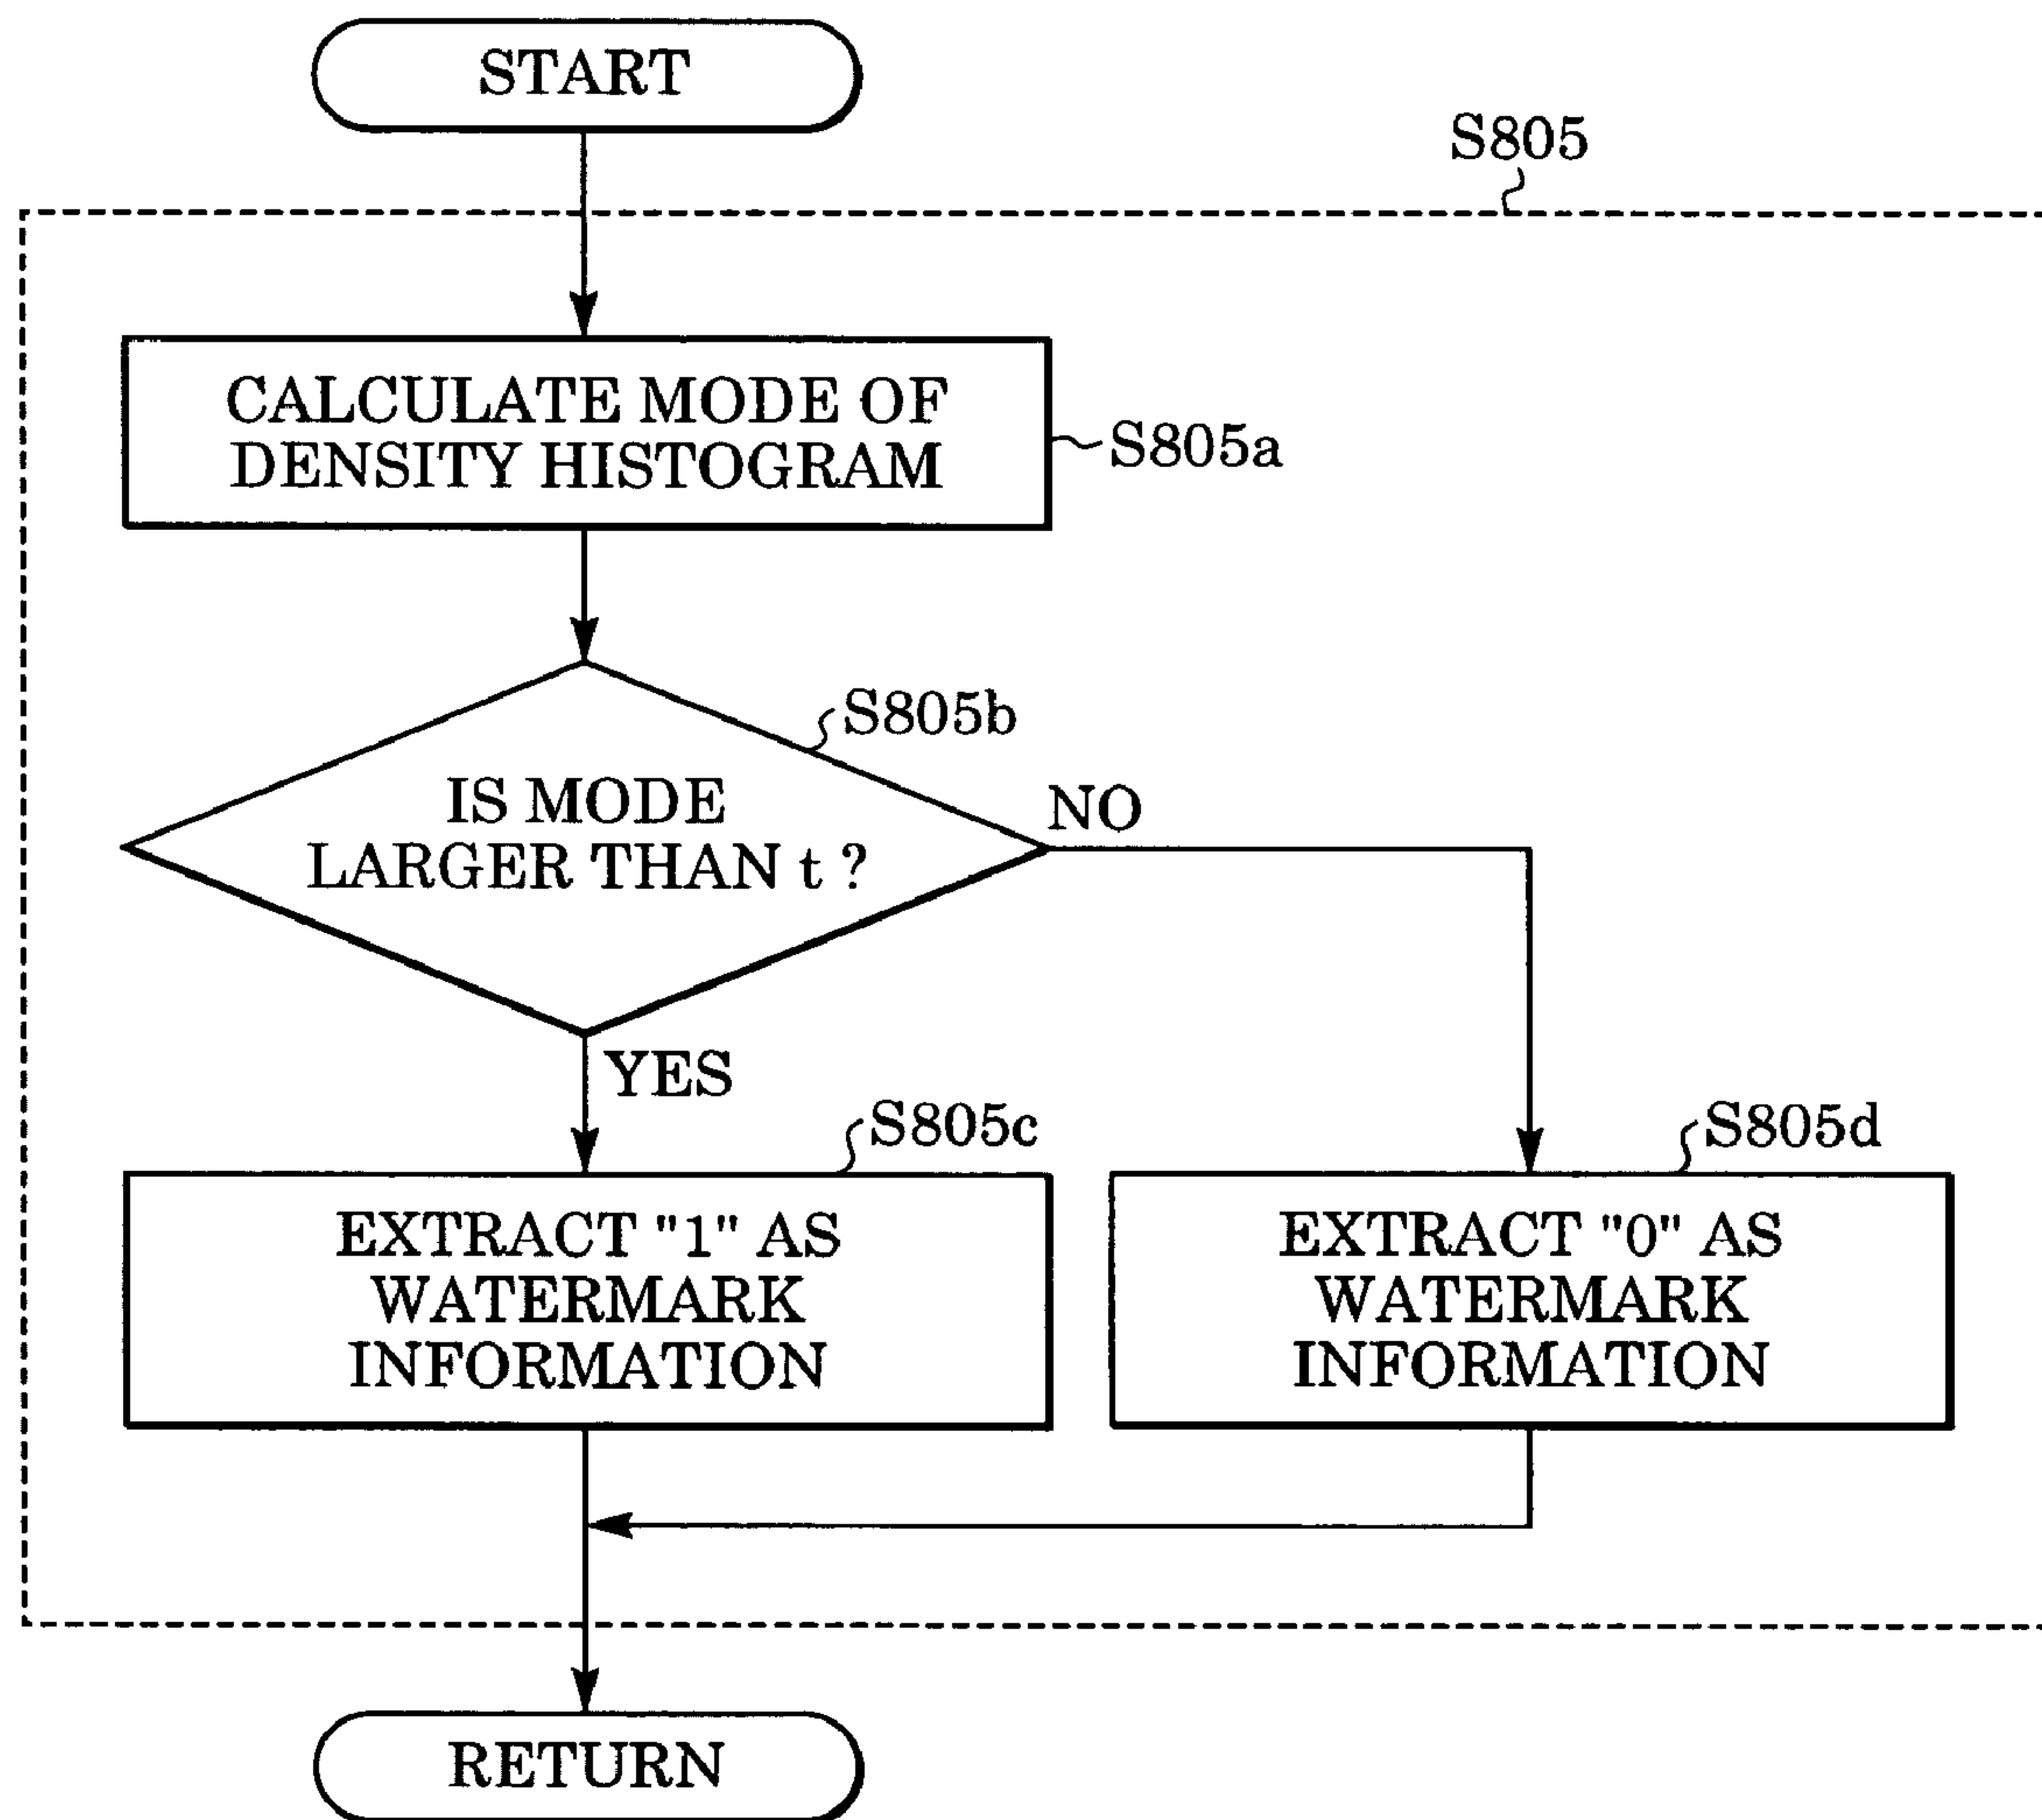 START
S805
CALCULATE MODE OF
DENSITY HISTOGRAM
S805a
S805b
IS MODE
LARGER THAN t ?
NO
YES
S805c
S805d
EXTRACT "1" AS
WATERMARK
INFORMATION
EXTRACT "0" AS
WATERMARK
INFORMATION
RETURN